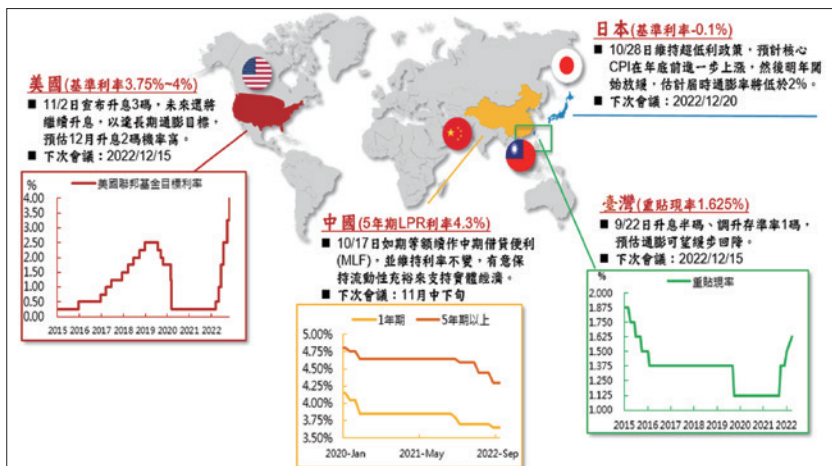 日本(基準利率-0.1%)
■ 10/28日維持超低利政策，預計核心
CPI在年底前進一步上漲，然後明年開
始放緩，估計屆時通膨率將低於2%。
■ 下次會議：2022/12/20
美國(基準利率3.75%~4%)
■ 11/2日宣布升息3碼，未來還將
繼續升息，以達長期通膨目標，
預估12月升息2碼機率高。
■ 下次會議：2022/12/15
%
美國聯邦基金目標利率
4.00
3.50
3.00
2.50
2.00
1.50
1.00
0.50
0.00
2015 2016 2017 2018 2019 2020 2021 2022
中國(5年期LPR利率4.3%)
■ 10/17日如期等額續作中期借貸便利
(MLF)，並維持利率不變，有意保
持流動性充裕來支持實體經濟。
■ 下次會議：11月中下旬
1年期 5年期以上
5.00%
4.75%
4.50%
4.25%
4.00%
3.75%
3.50%
2020-Jan 2021-May 2022-Sep
臺灣(重貼現率1.625%)
■ 9/22日升息半碼、調升存準率1碼，
預估通膨可望緩步回降。
■ 下次會議：2022/12/15
%
重貼現率
2.000
1.875
1.750
1.625
1.500
1.375
1.250
1.125
1.000
2015 2016 2017 2018 2019 2020 2021 2022